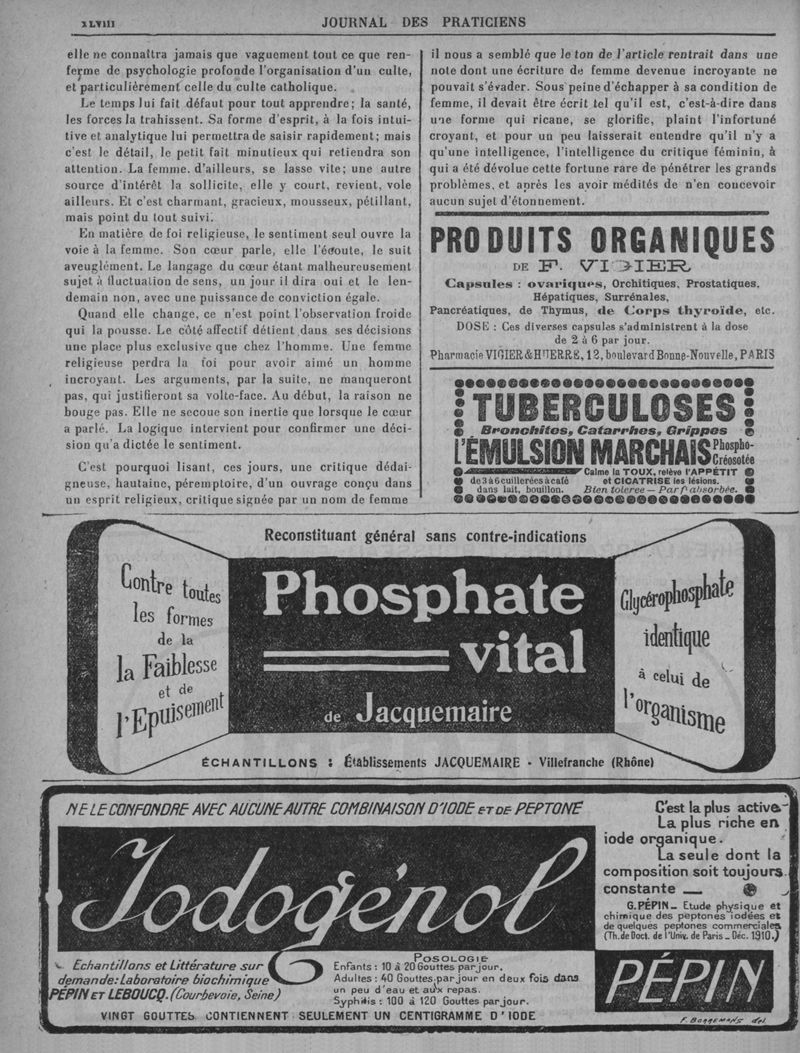 XLVIII
JOURNAL DES PRATICIENS
elle ne connaîtra jamais que vaguement tout ce que ren-
ferme de psychologie profonde l'organisation d'un culte,
et particulièrement celle du culte catholique.
Le temps lui fait défaut pour tout apprendre; la santé,
les forces la trahissent. Sa forme d'esprit, à la fois intui-
tive et analytique lui permettra de saisir rapidement; mais
c'est le détail, le petit fait minutieux qui retiendra son
attention. La femme. d'ailleurs, se lasse vite; une autre
source d'intérêt la sollicite, elle y court, revient, vole
ailleurs. Et c'est charmant, gracieux, mousseux, pétillant,
mais point du tout suivi.
En matière de foi religieuse, le sentiment seul ouvre la
voie à la femme. Son cœur parle, elle l'écoute, le suit
aveuglément. Le langage du cœur étant malheureusement
sujet à fluctuation de sens, un jour il dira oui et le len-
demain non, avec une puissance de conviction égale.
Quand elle change, ce n'est point l'observation froide
qui la pousse. Le côté affectif détient dans ses décisions
une place plus exclusive que chez l'homme. Une femme
religieuse perdra la foi pour avoir aimé un homme
incroyant. Les arguments, par la suite, ne manqueront
pas, qui justifieront sa volte-face. Au début, la raison ne
bouge pas. Elle ne secoue son inertie que lorsque le cœur
a parlé. La logique intervient pour confirmer une déci-
sion qu'a dictée le sentiment.
C'est pourquoi lisant, ces jours, une critique dédai-
gneuse, hautaine, péremptoire, d'un ouvrage conçu dans
un esprit religieux, critique signée par un nom de femme
il nous a semblé que le ton de l'article rentrait dans une
note dont une écriture de femme devenue incroyante ne
pouvait s'évader. Sous peine d'échapper à sa condition de
femme, il devait être écrit tel qu'il est, c'est-à-dire dans
une forme qui ricane, se glorifie, plaint l'infortuné
croyant, et pour un peu laisserait entendre qu'il n'y a
qu'une intelligence, l'intelligence du critique féminin, à
qui a été dévolue cette fortune rare de pénétrer les grands
problèmes, et après les avoir médités de n'en concevoir
aucun sujet d'étonnement.
PRODUITS ORGANIQUES
DE F. VIGIER
Capsules : ovariques, Orchitiques, Prostatiques,
Hépatiques, Surrénales,
Pancréatiques, de Thymus, de Corps thyroïde, etc.
DOSE : Ces diverses capsules s'administrent à la dose
de 2 à 6 par jour.
Pharmacie VIGIER & HUERRE, 12, boulevard Bonne-Nouvelle, PARIS
TUBERCULOSES
Bronchites, Catarrhes, Grippes
L'ÉMULSION MARCHAIS Phospho-
Créosotée
Calme la TOUX, relève l'APPÉTIT
de 3 à 6 cuillerées à café
et CICATRISE les lésions.
dans lait, bouillon.
Bien tolérée — Parf t absorbée.
Reconstituant général sans contre-indications
Contre toutes
les formes
de la
la Faiblesse
et de
l'Epuisement
Phosphate
vital
de Jacquemaire
Glycérophosphate
identique
à celui de
l'organisme
ÉCHANTILLONS : Établissements JACQUEMAIRE - Villefranche (Rhône)
NE LE CONFONDRE AVEC AUCUNE AUTRE COMBINAISON D'IODE ET DE PEPTONE
Iodogénol
C'est la plus active
La plus riche en
iode organique.
La seule dont la
composition soit toujours
constante —
G. PÉPIN — Etude physique et
chimique des peptones iodées et
de quelques peptones commerciales
(Th. de Doct. de l'Univ. de Paris — Déc. 1910.)
PÉPIN
Echantillons et Littérature sur
demande: Laboratoire biochimique
PÉPIN ET LEBOUCQ. (Courbevoie, Seine)
POSOLOGIE
Enfants : 10 à 20 Gouttes par jour.
Adultes : 40 Gouttes par jour en deux fois dans
un peu d'eau et aux repas.
Syphilis : 100 à 120 Gouttes par jour.
VINGT GOUTTES CONTIENNENT SEULEMENT UN CENTIGRAMME D'IODE